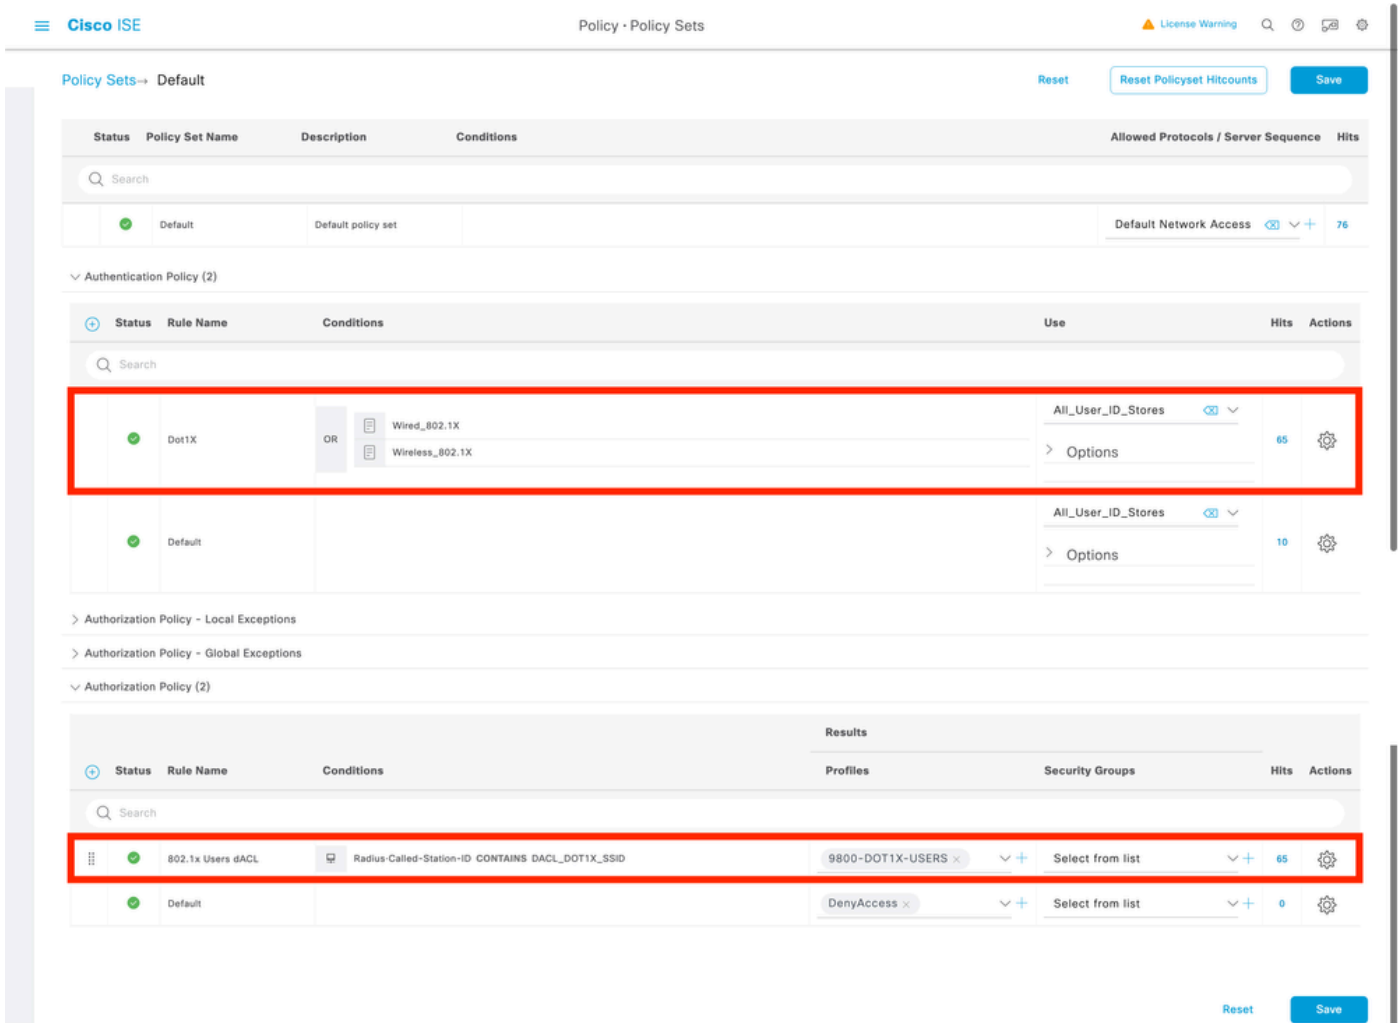 Cisco ISE
Policy · Policy Sets
License Warning
Policy Sets→ Default
Reset
Reset Policyset Hitcounts
Save
Status Policy Set Name Description Conditions Allowed Protocols / Server Sequence Hits
Search
Default Default policy set Default Network Access 76
Authentication Policy (2)
Status Rule Name Conditions Use Hits Actions
Search
All_User_ID_Stores
Wired_802.1X
Dot1X OR 65
Wireless_802.1X
Options
All_User_ID_Stores
Default 10
Options
Authorization Policy - Local Exceptions
Authorization Policy - Global Exceptions
Authorization Policy (2)
Results
Status Rule Name Conditions Profiles Security Groups Hits Actions
Search
802.1x Users dACL Radius·Called-Station-ID CONTAINS DACL_DOT1X_SSID 9800-DOT1X-USERS Select from list 65
Default DenyAccess Select from list 0
Reset
Save